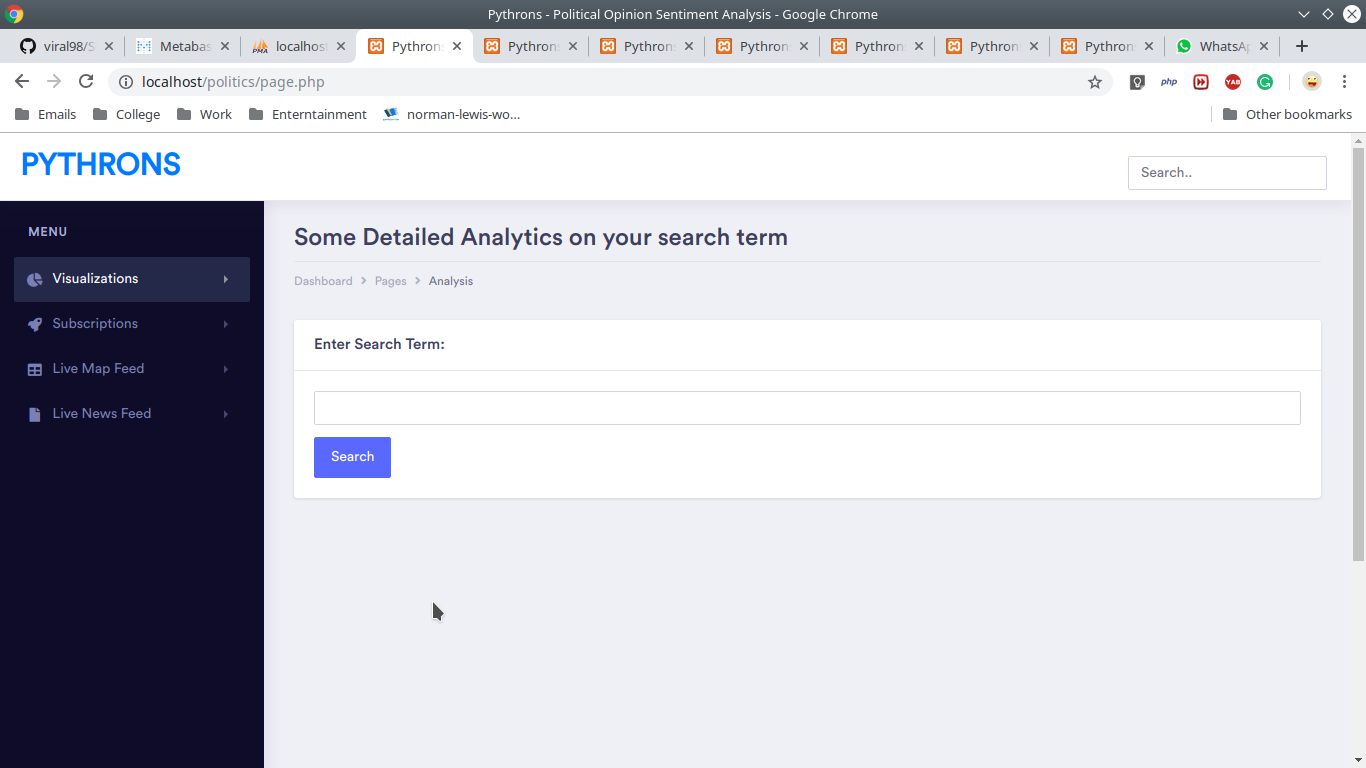 Pythrons - Political Opinion Sentiment Analysis - Google Chrome
viral98/S Metabas localhost Pythron Pythron Pythron Pythron Pythron Pythron Pythron WhatsAp
localhost/politics/page.php
php YAB
Emails College Work Enterntainment norman-lewis-wo... Other bookmarks
PYTHRONS
Search..
MENU
Visualizations
Subscriptions
Live Map Feed
Live News Feed
Some Detailed Analytics on your search term
Dashboard Pages Analysis
Enter Search Term:
Search